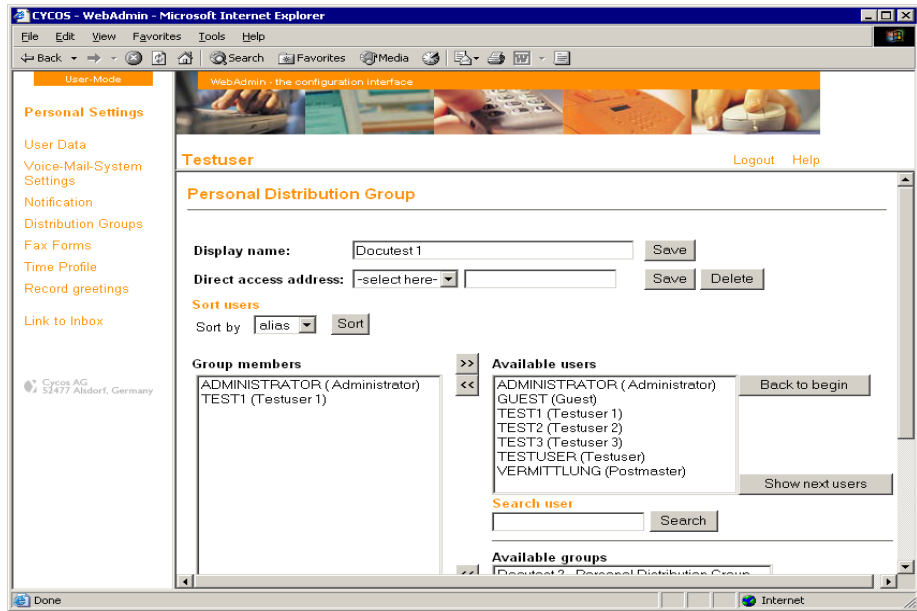 CYCOS - WebAdmin - Microsoft Internet Explorer
File Edit View Favorites Tools Help
Back Search Favorites Media
User-Mode
WebAdmin - the configuration interface
Personal Settings
User Data
Voice-Mail-System
Settings
Notification
Distribution Groups
Fax Forms
Time Profile
Record greetings
Link to Inbox
Cycos AG
52477 Alsdorf, Germany
Testuser Logout Help
Personal Distribution Group
Display name: Docutest 1 Save
Direct access address: -select here- Save Delete
Sort users
Sort by alias Sort
Group members
ADMINISTRATOR (Administrator)
TEST1 (Testuser 1)
>>
<<
Available users
ADMINISTRATOR (Administrator)
GUEST (Guest)
TEST1 (Testuser 1)
TEST2 (Testuser 2)
TEST3 (Testuser 3)
TESTUSER (Testuser)
VERMITTLUNG (Postmaster)
Back to begin
Show next users
Search user
Search
Available groups
<<
Docutest 2 - Personal Distribution Group
Done Internet